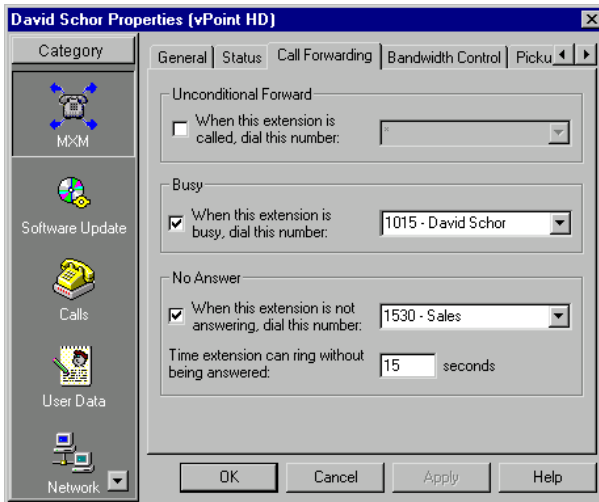 David Schor Properties (vPoint HD)
Category
MXM
Software Update
Calls
User Data
Network
General
Status
Call Forwarding
Bandwidth Control
Picku
Unconditional Forward
When this extension is
called, dial this number:
*
Busy
When this extension is
busy, dial this number:
1015 - David Schor
No Answer
When this extension is not
answering, dial this number:
1530 - Sales
Time extension can ring without
being answered:
15
seconds
OK
Cancel
Apply
Help